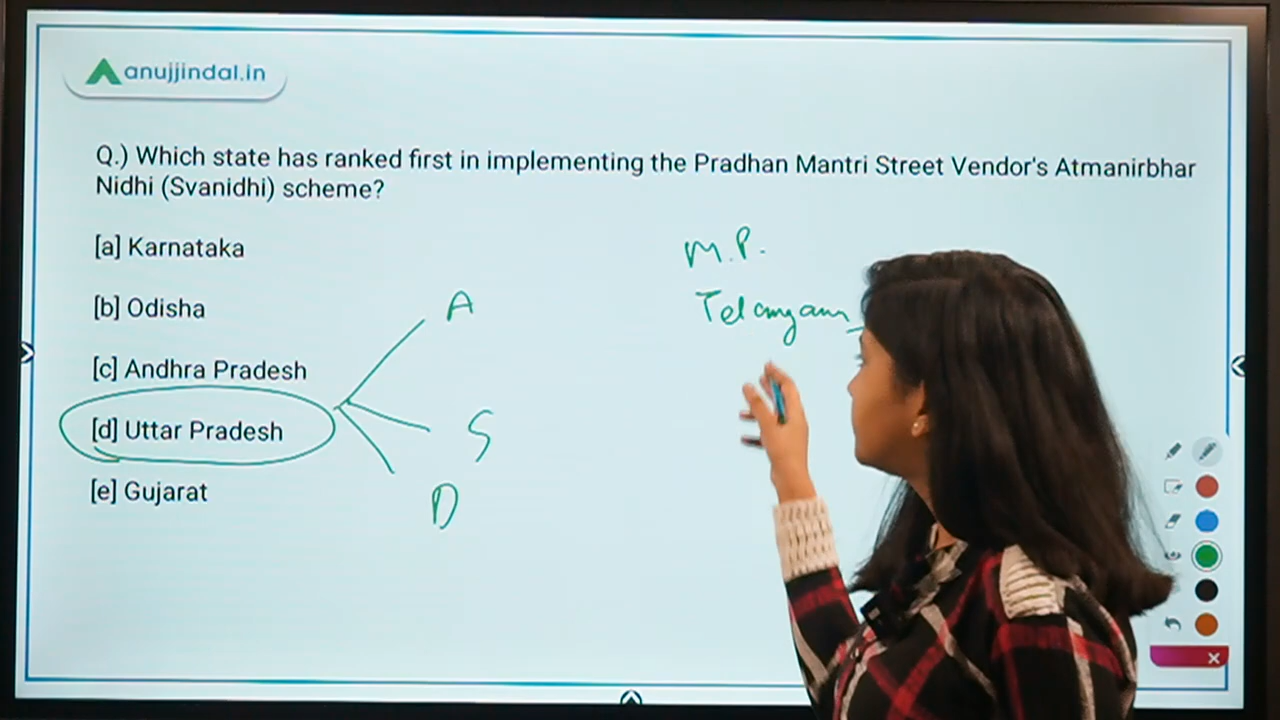 anujjindal.in
Q.) Which state has ranked first in implementing the Pradhan Mantri Street Vendor's Atmanirbhar
Nidhi (Svanidhi) scheme?
[a] Karnataka
[b] Odisha
[c] Andhra Pradesh
[d] Uttar Pradesh
[e] Gujarat
A
S
D
M.P.